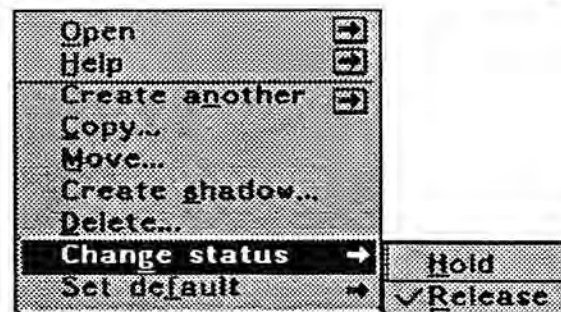 Open
Help
Create another
Copy...
Move...
Create shadow...
Delete...
Change status
Set default
Hold
Release